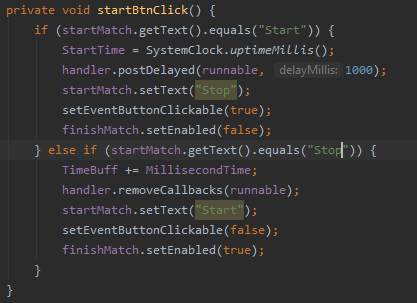 private void startBtnClick() {
if (startMatch.getText().equals("Start")) {
StartTime = SystemClock.uptimeMillis();
handler.postDelayed(runnable, delayMillis: 1000);
startMatch.setText("Stop");
setEventButtonClickable(true);
finishMatch.setEnabled(false);
} else if (startMatch.getText().equals("Stop")) {
TimeBuff += MillisecondTime;
handler.removeCallbacks(runnable);
startMatch.setText("Start");
setEventButtonClickable(false);
finishMatch.setEnabled(true);
}
}